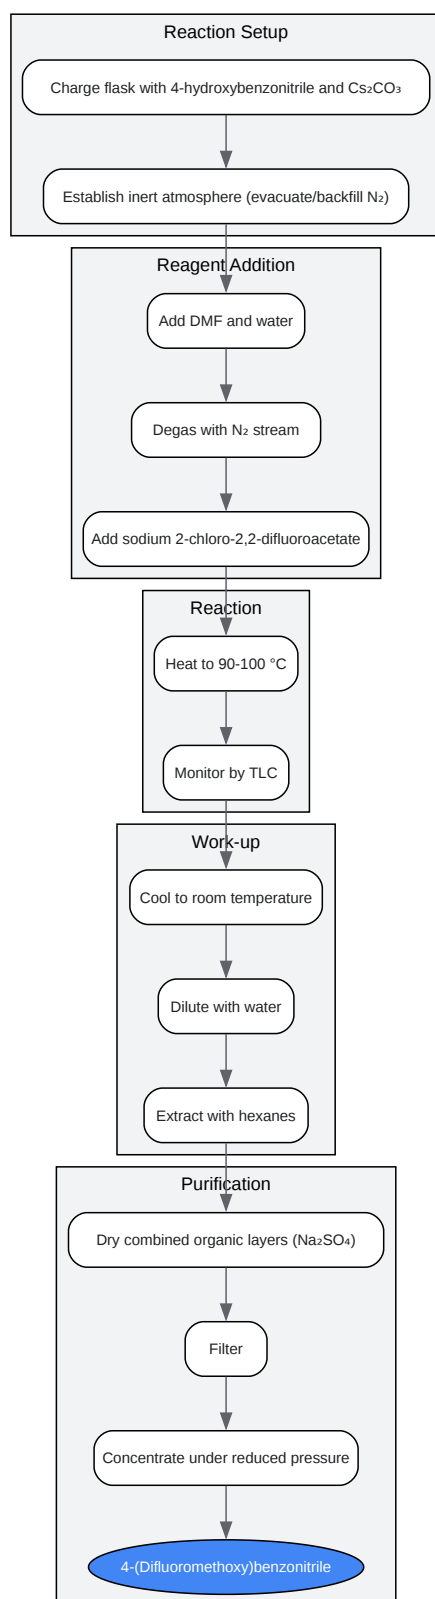 Reaction Setup
Charge flask with 4-hydroxybenzonitrile and Cs₂CO₃
Establish inert atmosphere (evacuate/backfill N₂)
Reagent Addition
Add DMF and water
Degas with N₂ stream
Add sodium 2-chloro-2,2-difluoroacetate
Reaction
Heat to 90-100 °C
Monitor by TLC
Work-up
Cool to room temperature
Dilute with water
Extract with hexanes
Purification
Dry combined organic layers (Na₂SO₄)
Filter
Concentrate under reduced pressure
4-(Difluoromethoxy)benzonitrile